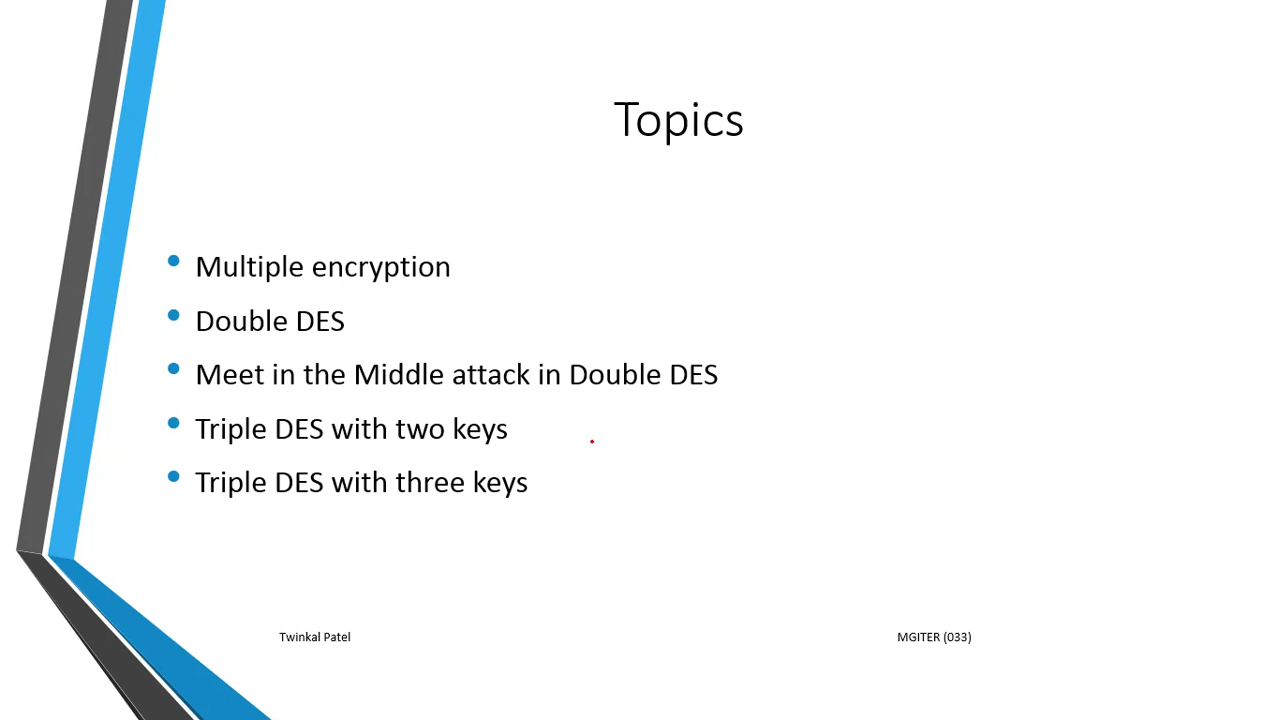 Topics
• Multiple encryption
• Double DES
• Meet in the Middle attack in Double DES
• Triple DES with two keys
• Triple DES with three keys
Twinkal Patel
MGITER (033)